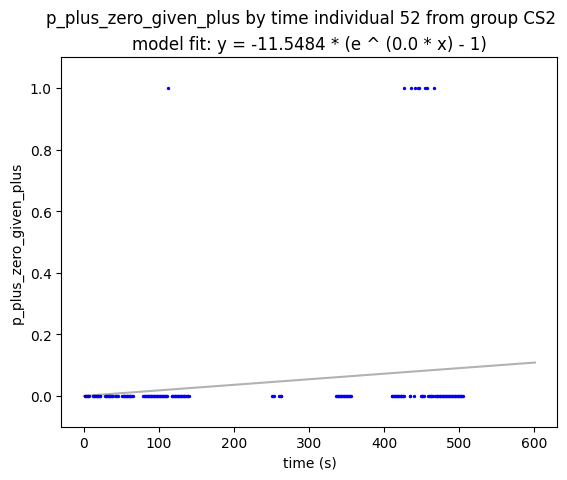 p_plus_zero_given_plus by time individual 52 from group CS2
model fit: y = -11.5484 * (e ^ (0.0 * x) - 1)
1.0
0.8
0.6
0.4
0.2
0.0
p_plus_zero_given_plus
0 100 200 300 400 500 600
time (s)